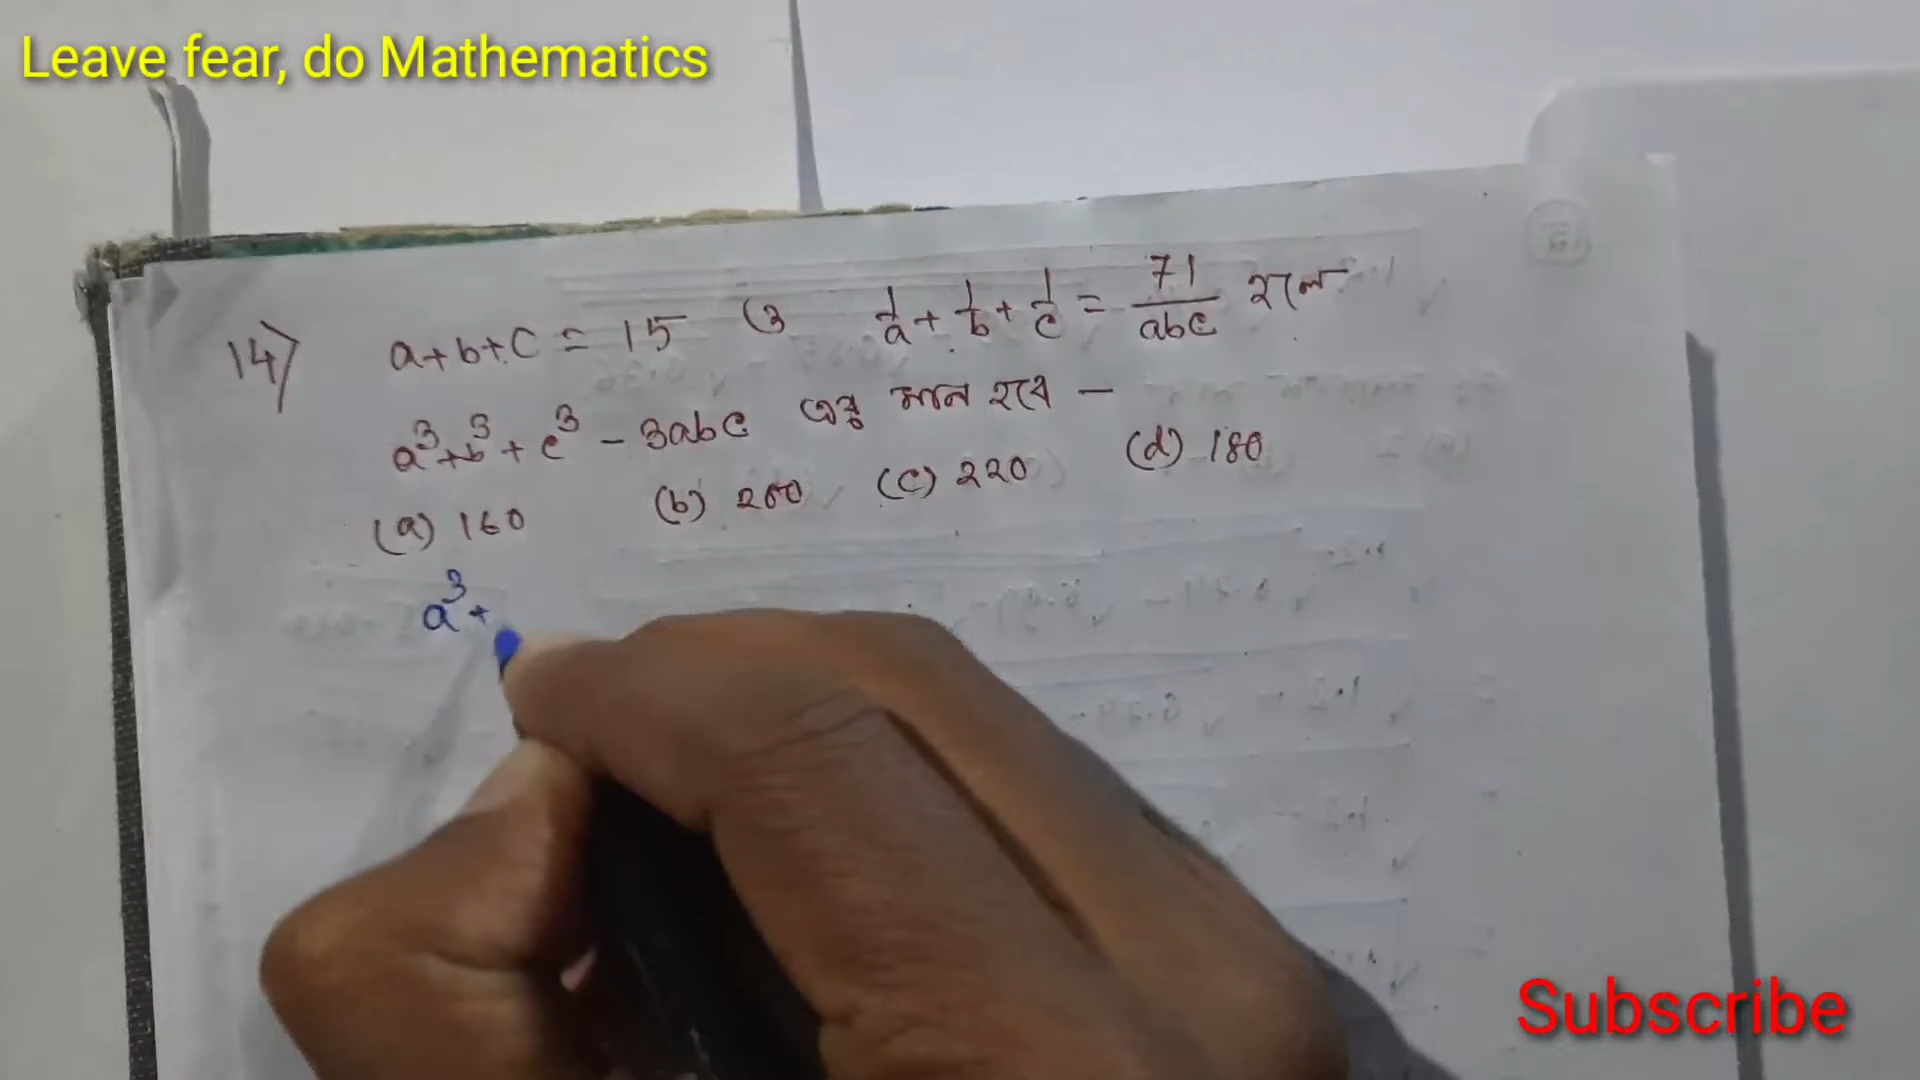 Leave fear, do Mathematics
14) a+b+c = 15 ও 1/a + 1/b + 1/c = 71/abc হলে
a³+b³+c³ - 3abc এর মান হবে —
(a) 160 (b) 200 (c) 220 (d) 180
a³+
Subscribe